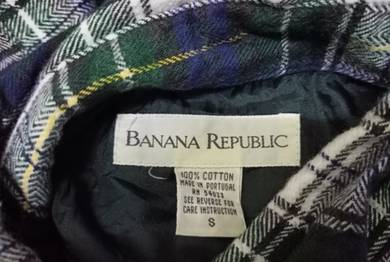 BANANA REPUBLIC
100% COTTON
MADE IN PORTUGAL
RN 54023
SEE REVERSE FOR
CARE INSTRUCTION
S